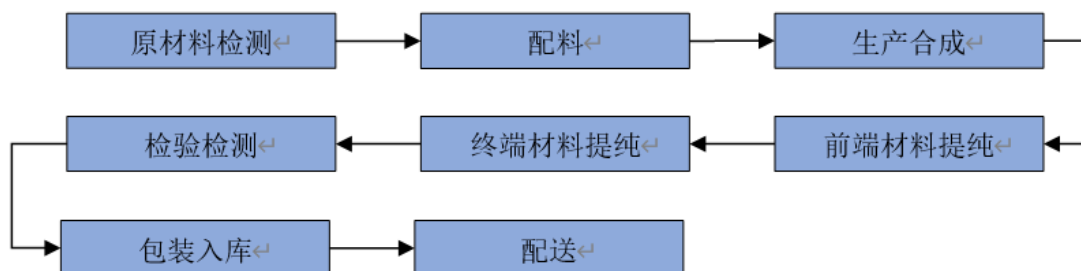 原材料检测
配料
生产合成
检验检测
终端材料提纯
前端材料提纯
包装入库
配送